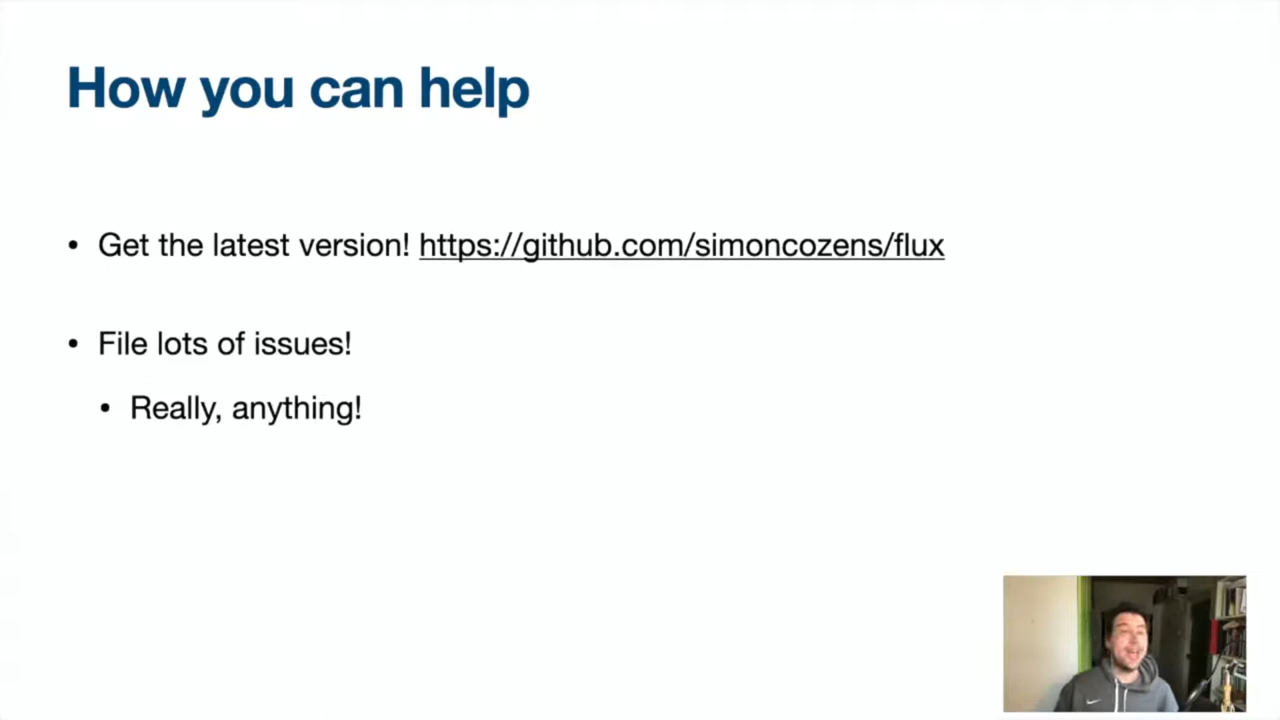 How you can help
• Get the latest version! https://github.com/simoncozens/flux
• File lots of issues!
• Really, anything!